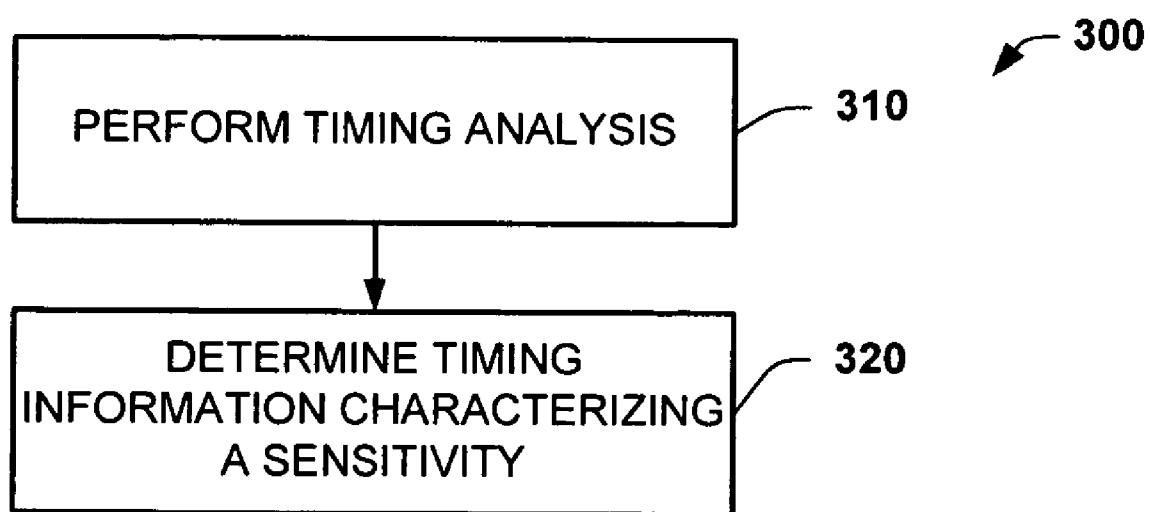 300
PERFORM TIMING ANALYSIS
310
DETERMINE TIMING
INFORMATION CHARACTERIZING
A SENSITIVITY
320